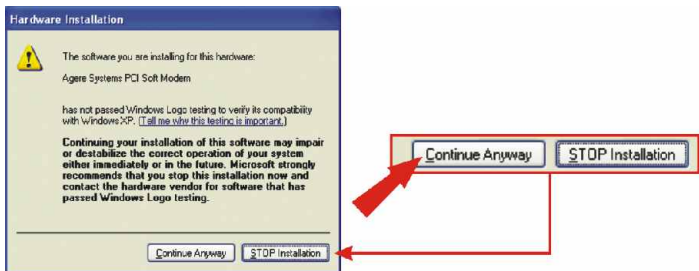 Hardware Installation
The software you are installing for this hardware:
Agere Systems PCI Soft Modem
has not passed Windows Logo testing to verify its compatibility
with Windows XP. (Tell me why this testing is important.)
Continuing your installation of this software may impair
or destabilize the correct operation of your system
either immediately or in the future. Microsoft strongly
recommends that you stop this installation now and
contact the hardware vendor for software that has
passed Windows Logo testing.
Continue Anyway
STOP Installation
Continue Anyway
STOP Installation